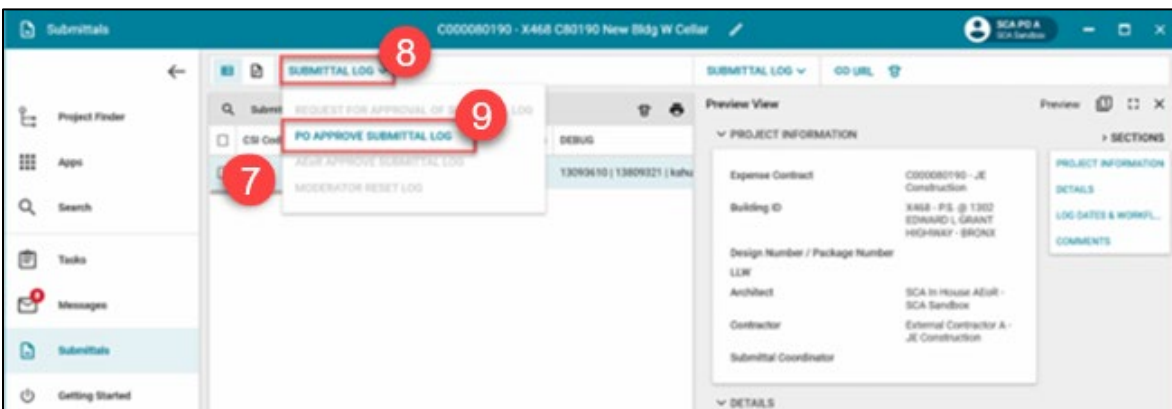 Submittals
C000080190 - X468 C80190 New Bldg W Cellar
SCA PO A
SCA Sandbox
8
SUBMITTAL LOG
SUBMITTAL LOG
GO URL
Project Finder
Submit
REQUEST FOR APPROVAL OF SUBMITTAL LOG
9
Preview View
Preview
CSI Cod
PO APPROVE SUBMITTAL LOG
DEBUG
PROJECT INFORMATION
SECTIONS
Apps
7
AEoR APPROVE SUBMITTAL LOG
13093610 | 13809321 | kshu
Expense Contract
C000080190 - JE
Construction
PROJECT INFORMATION
MODERATOR RESET LOG
DETAILS
Search
Building ID
X468 - P.S. @ 1302
EDWARD L GRANT
HIGHWAY - BRONX
LOG DATES & WORKFL...
COMMENTS
Tasks
Design Number / Package Number
LLW
Messages
Architect
SCA In House AEoR -
SCA Sandbox
Contractor
External Contractor A -
JE Construction
Submittals
Submittal Coordinator
Getting Started
DETAILS